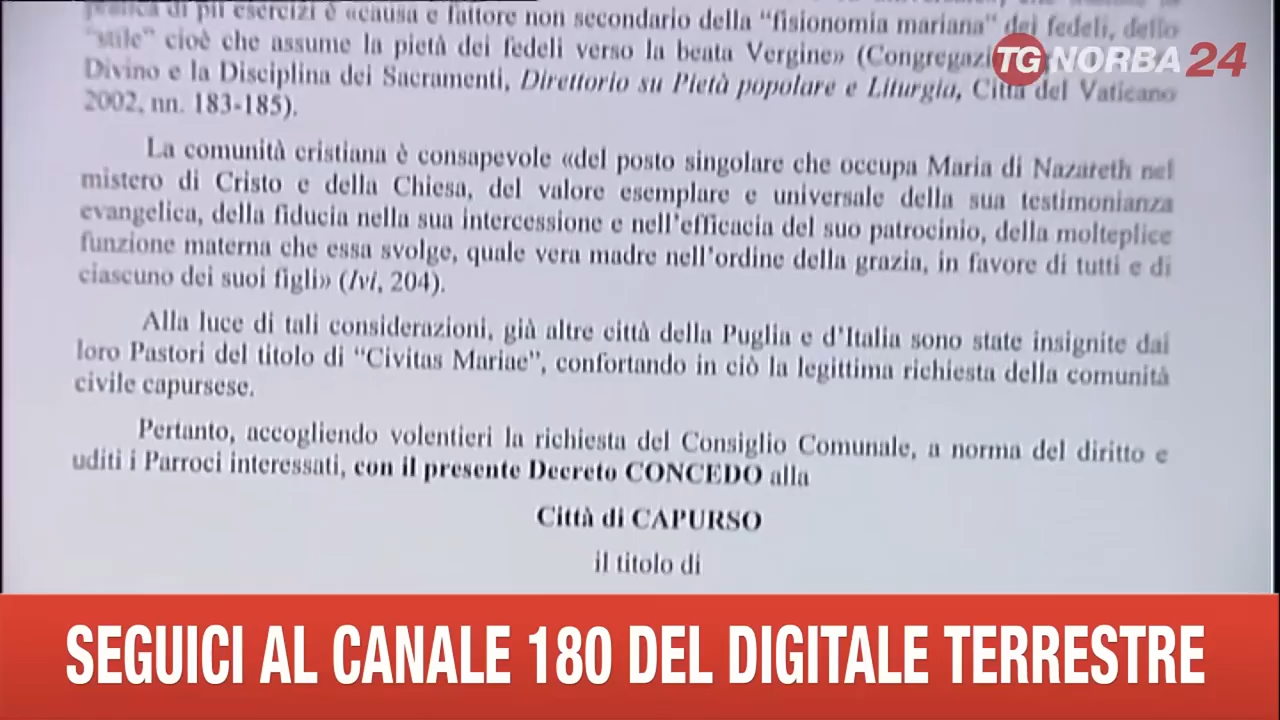 pratica di pii esercizi è «causa e fattore non secondario della “fisionomia mariana” dei fedeli, dello
“stile” cioè che assume la pietà dei fedeli verso la beata Vergine» (Congregazi
TG NORBA 24
Divino e la Disciplina dei Sacramenti, Direttorio su Pietà popolare e Liturgia, Città del Vaticano
2002, nn. 183-185).
La comunità cristiana è consapevole «del posto singolare che occupa Maria di Nazareth nel
mistero di Cristo e della Chiesa, del valore esemplare e universale della sua testimonianza
evangelica, della fiducia nella sua intercessione e nell’efficacia del suo patrocinio, della molteplice
funzione materna che essa svolge, quale vera madre nell’ordine della grazia, in favore di tutti e di
ciascuno dei suoi figli» (Ivi, 204).
Alla luce di tali considerazioni, già altre città della Puglia e d’Italia sono state insignite dai
loro Pastori del titolo di “Civitas Mariae”, confortando in ciò la legittima richiesta della comunità
civile capursese.
Pertanto, accogliendo volentieri la richiesta del Consiglio Comunale, a norma del diritto e
uditi i Parroci interessati, con il presente Decreto CONCEDO alla
Città di CAPURSO
il titolo di
SEGUICI AL CANALE 180 DEL DIGITALE TERRESTRE